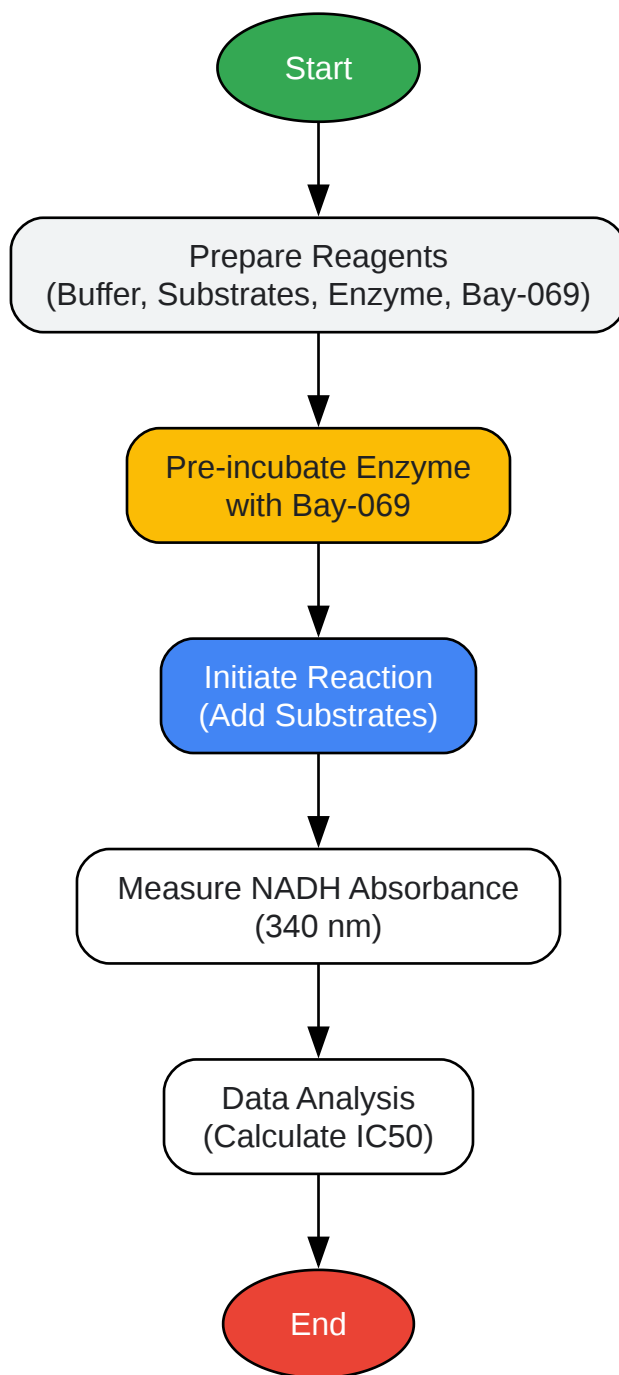 Start
Prepare Reagents
(Buffer, Substrates, Enzyme, Bay-069)
Pre-incubate Enzyme
with Bay-069
Initiate Reaction
(Add Substrates)
Measure NADH Absorbance
(340 nm)
Data Analysis
(Calculate IC50)
End